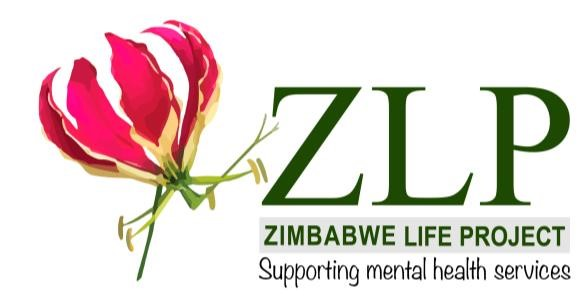 ZLP
ZIMBABWE LIFE PROJECT
Supporting mental health services